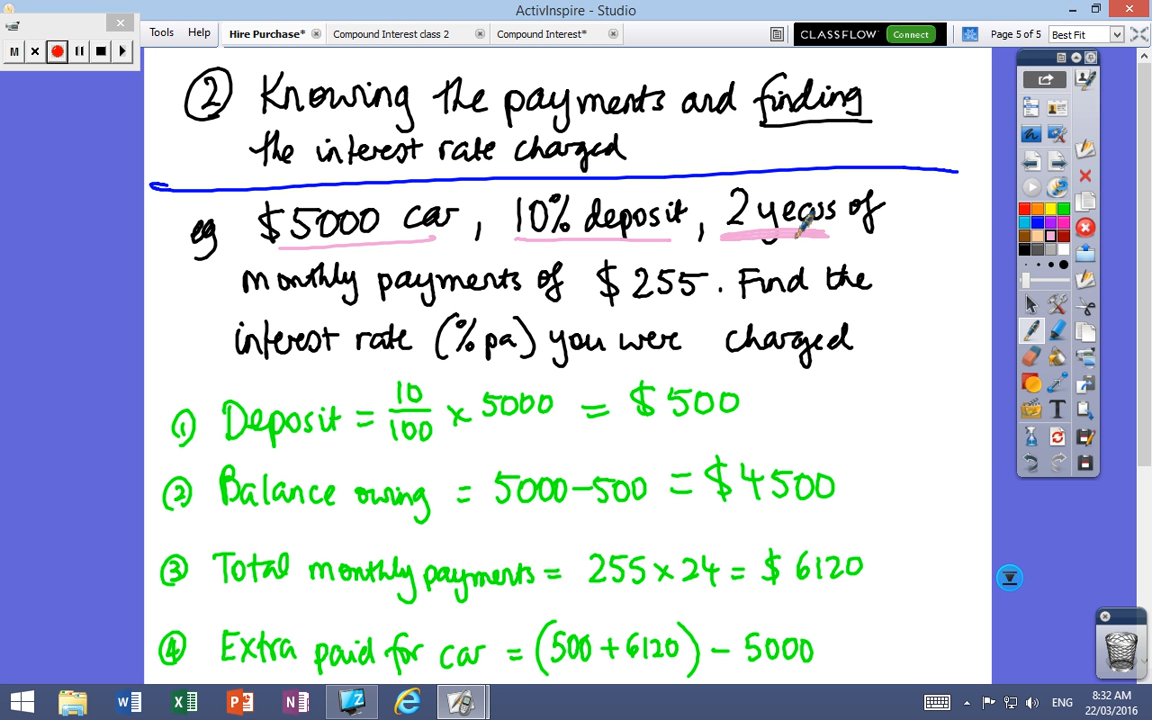 ActivInspire - Studio
Tools Help Hire Purchase* Compound Interest class 2 Compound Interest* CLASSFLOW Connect Page 5 of 5 Best Fit
M
② Knowing the payments and finding
the interest rate charged
eg $5000 car, 10% deposit, 2 years of
monthly payments of $255. Find the
interest rate (%pa) you were charged
① Deposit = 10/100 × 5000 = $500
② Balance owing = 5000-500 = $4500
③ Total monthly payments = 255 × 24 = $6120
④ Extra paid for car = (500 + 6120) - 5000
ENG
8:32 AM
22/03/2016